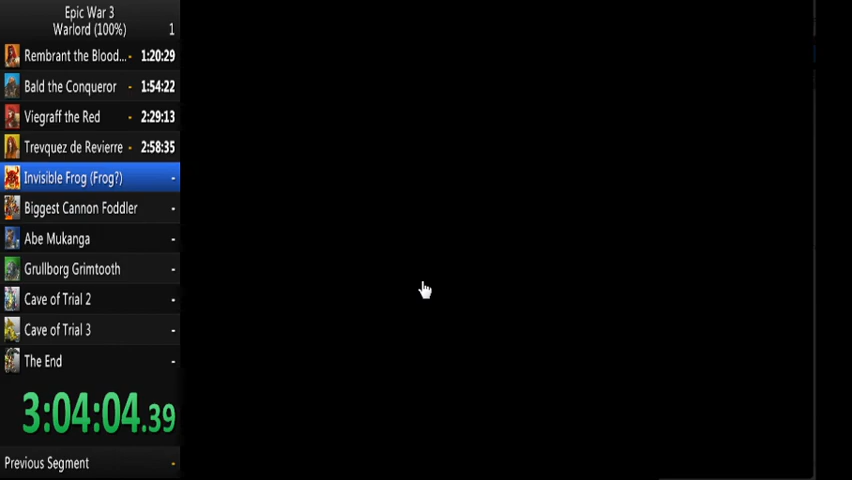 Epic War 3
Warlord (100%) 1
Rembrant the Blood... - 1:20:29
Bald the Conqueror - 1:54:22
Viegraff the Red - 2:29:13
Trevquez de Revierre - 2:58:35
Invisible Frog (Frog?) -
Biggest Cannon Foddler -
Abe Mukanga -
Grullborg Grimtooth -
Cave of Trial 2 -
Cave of Trial 3 -
The End -
3:04:04.39
Previous Segment -